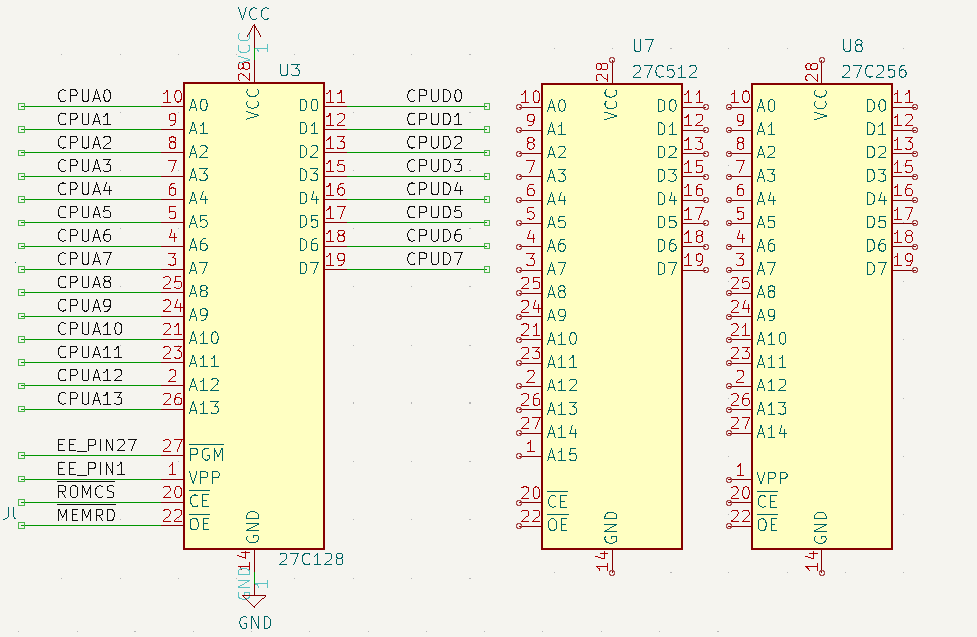 VCC
VCC 1
U3
28
VCC
CPUA0 10 A0 D0 11 CPUD0
CPUA1 9 A1 D1 12 CPUD1
CPUA2 8 A2 D2 13 CPUD2
CPUA3 7 A3 D3 15 CPUD3
CPUA4 6 A4 D4 16 CPUD4
CPUA5 5 A5 D5 17 CPUD5
CPUA6 4 A6 D6 18 CPUD6
CPUA7 3 A7 D7 19 CPUD7
CPUA8 25 A8
CPUA9 24 A9
CPUA10 21 A10
CPUA11 23 A11
CPUA12 2 A12
CPUA13 26 A13
EE_PIN27 27 PGM
EE_PIN1 1 VPP
ROMCS 20 CE
MEMRD 22 OE
GND
14
27C128
GND 1
GND
U7
27C512
28
VCC
10 A0 D0 11
9 A1 D1 12
8 A2 D2 13
7 A3 D3 15
6 A4 D4 16
5 A5 D5 17
4 A6 D6 18
3 A7 D7 19
25 A8
24 A9
21 A10
23 A11
2 A12
26 A13
27 A14
1 A15
20 CE
22 OE
GND
14
U8
27C256
28
VCC
10 A0 D0 11
9 A1 D1 12
8 A2 D2 13
7 A3 D3 15
6 A4 D4 16
5 A5 D5 17
4 A6 D6 18
3 A7 D7 19
25 A8
24 A9
21 A10
23 A11
2 A12
26 A13
27 A14
1 VPP
20 CE
22 OE
GND
14